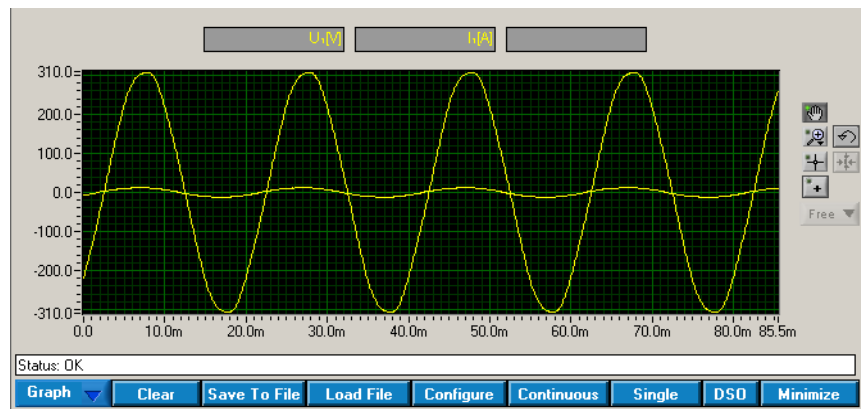 U₁[V] I₁[A]
310.0
200.0
100.0
0.0
-100.0
-200.0
-310.0
0.0 10.0m 20.0m 30.0m 40.0m 50.0m 60.0m 70.0m 80.0m 85.5m
Free
Status: OK
Graph Clear Save To File Load File Configure Continuous Single DSO Minimize